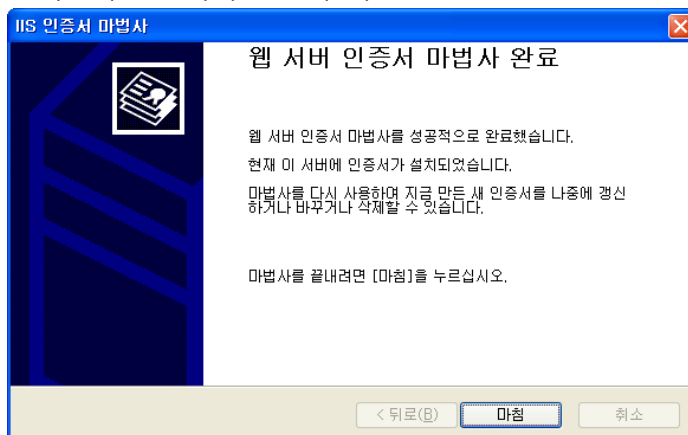 IIS 인증서 마법사
웹 서버 인증서 마법사 완료
웹 서버 인증서 마법사를 성공적으로 완료했습니다.
현재 이 서버에 인증서가 설치되었습니다.
마법사를 다시 사용하며 지금 만든 새 인증서를 나중에 갱신
하거나 바꾸거나 삭제할 수 있습니다.
마법사를 끝내려면 [마침]을 누르십시오.
< 뒤로(B) 마침 취소